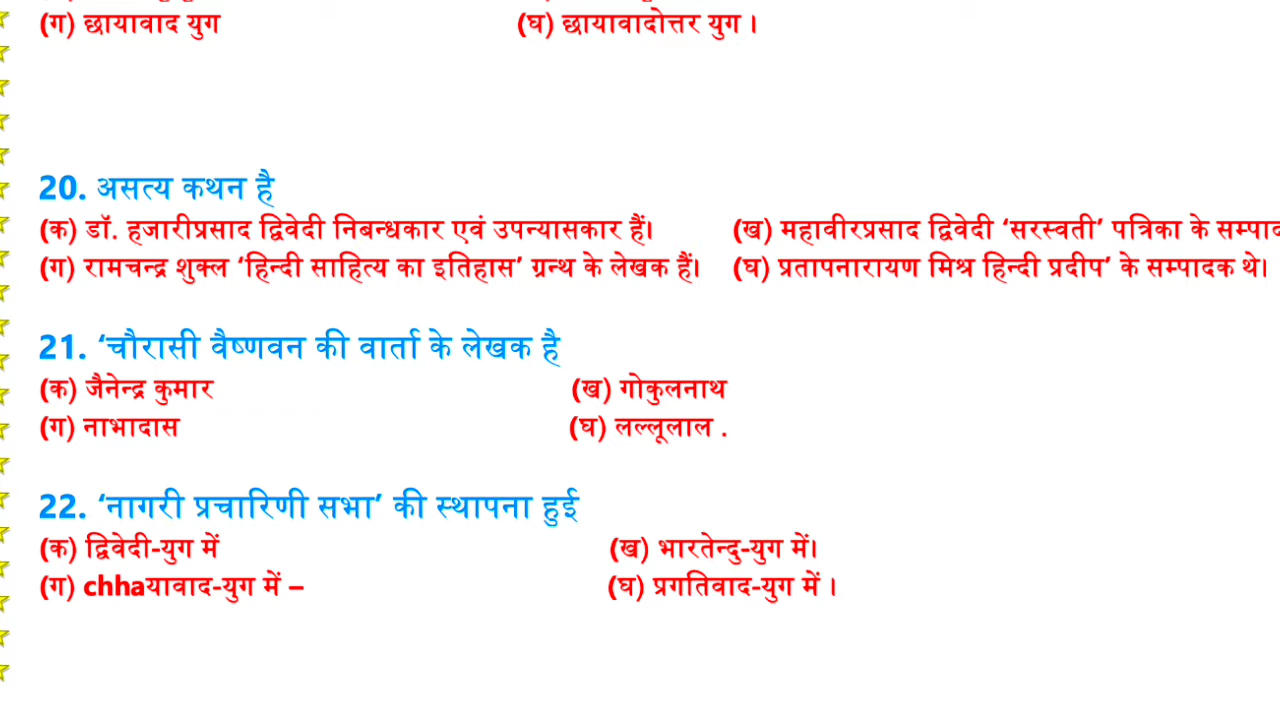 (ग) छायावाद युग (घ) छायावादोत्तर युग ।
20. असत्य कथन है
(क) डॉ. हजारीप्रसाद द्विवेदी निबन्धकार एवं उपन्यासकार हैं। (ख) महावीरप्रसाद द्विवेदी ‘सरस्वती’ पत्रिका के
(ग) रामचन्द्र शुक्ल ‘हिन्दी साहित्य का इतिहास’ ग्रन्थ के लेखक हैं। (घ) प्रतापनारायण मिश्र हिन्दी प्रदीप’ के सम्पादक थे।
21. ‘चौरासी वैष्णवन की वार्ता के लेखक है
(क) जैनेन्द्र कुमार (ख) गोकुलनाथ
(ग) नाभादास (घ) लल्लूलाल .
22. ‘नागरी प्रचारिणी सभा’ की स्थापना हुई
(क) द्विवेदी-युग में (ख) भारतेन्दु-युग में।
(ग) chhaयावाद-युग में – (घ) प्रगतिवाद-युग में ।